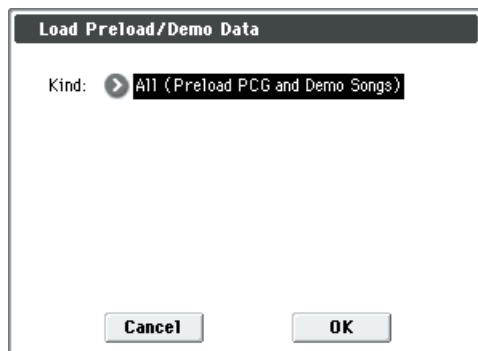 Load Preload/Demo Data
Kind: All (Preload PCG and Demo Songs)
Cancel OK